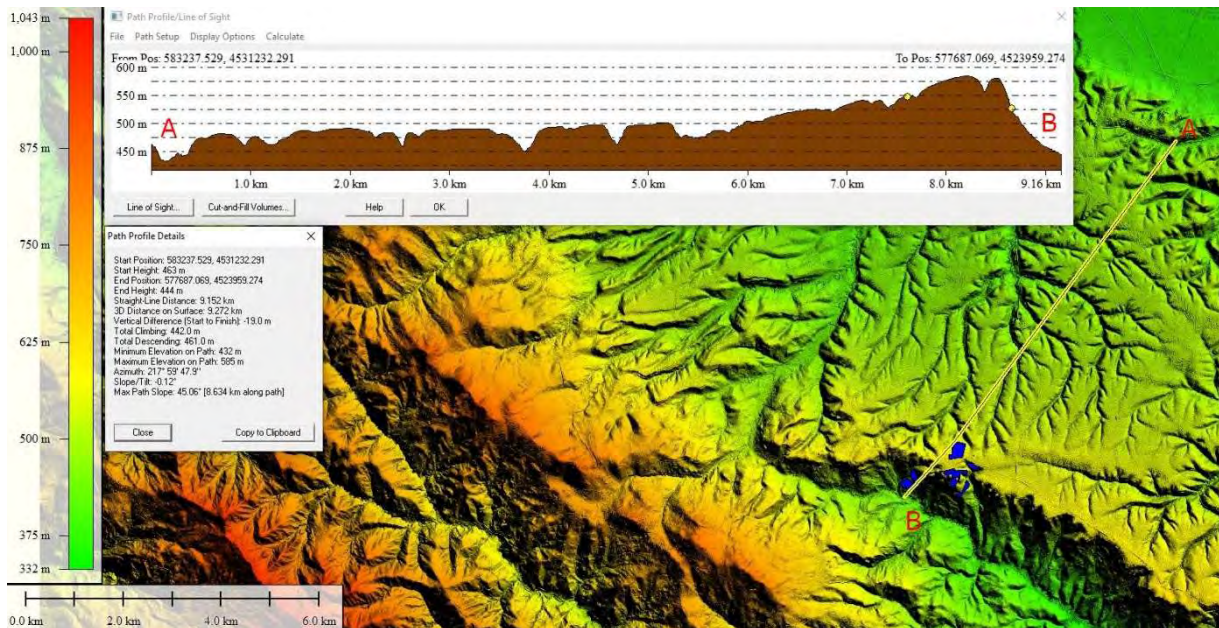 1,043 m
1,000 m
875 m
750 m
625 m
500 m
375 m
332 m
Path Profile/Line of Sight
File Path Setup Display Options Calculate
From Pos: 583237.529, 4531232.291 To Pos: 577687.069, 4523959.274
600 m
550 m
500 m
450 m
A
B
1.0 km 2.0 km 3.0 km 4.0 km 5.0 km 6.0 km 7.0 km 8.0 km 9.16 km
Line of Sight... Cut-and-Fill Volumes... Help OK
Path Profile Details
Start Position: 583237.529, 4531232.291
Start Height: 463 m
End Position: 577687.069, 4523959.274
End Height: 444 m
Straight-Line Distance: 9.152 km
3D Distance on Surface: 9.272 km
Vertical Difference (Start to Finish): -19.0 m
Total Climbing: 442.0 m
Total Descending: 461.0 m
Minimum Elevation on Path: 432 m
Maximum Elevation on Path: 585 m
Azimuth: 217° 59' 47.9"
Slope/Tilt: -0.12°
Max Path Slope: 45.06° [8.634 km along path]
Close Copy to Clipboard
A
B
0.0 km 2.0 km 4.0 km 6.0 km